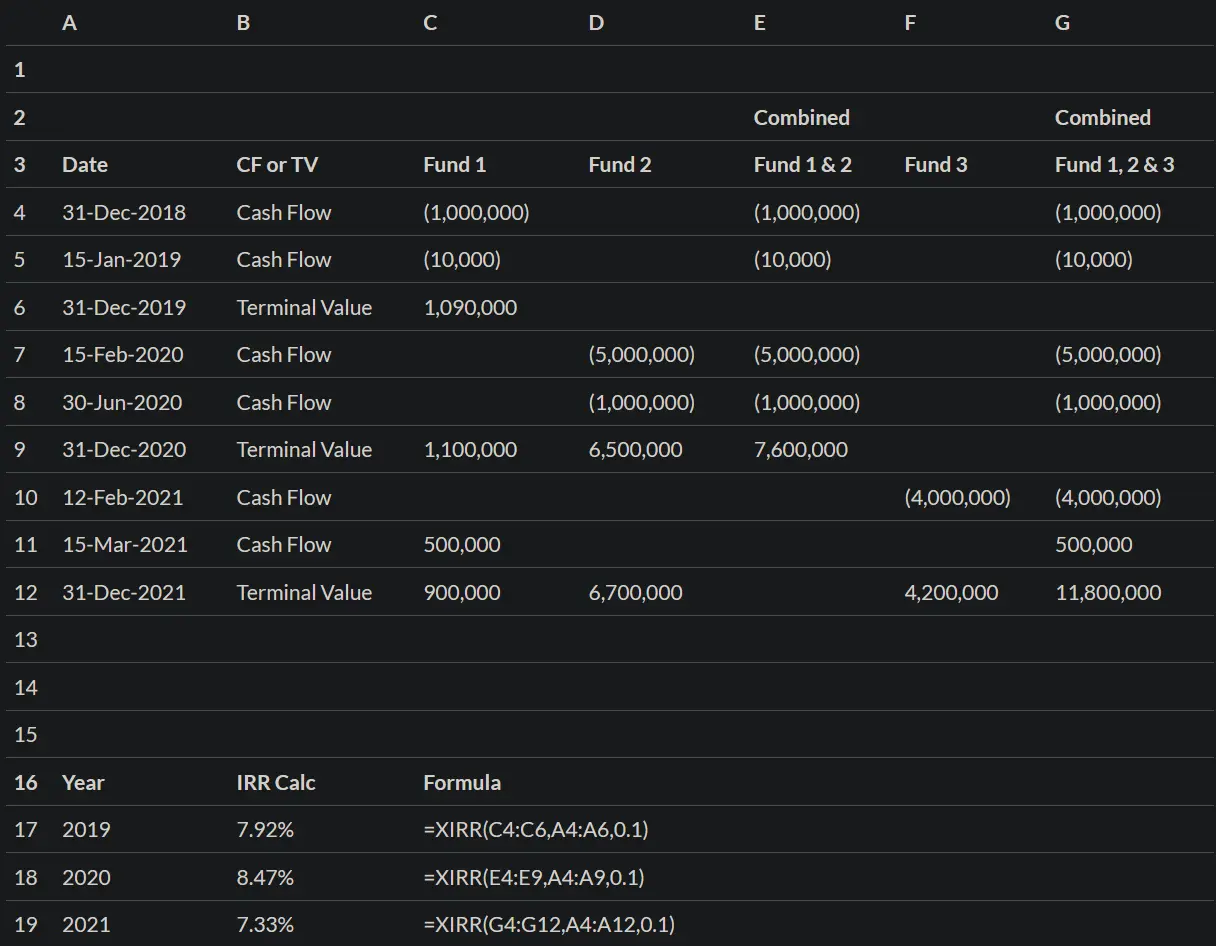 A B C D E F G
1
2 Combined Combined
3 Date CF or TV Fund 1 Fund 2 Fund 1 & 2 Fund 3 Fund 1, 2 & 3
4 31-Dec-2018 Cash Flow (1,000,000) (1,000,000) (1,000,000)
5 15-Jan-2019 Cash Flow (10,000) (10,000) (10,000)
6 31-Dec-2019 Terminal Value 1,090,000
7 15-Feb-2020 Cash Flow (5,000,000) (5,000,000) (5,000,000)
8 30-Jun-2020 Cash Flow (1,000,000) (1,000,000) (1,000,000)
9 31-Dec-2020 Terminal Value 1,100,000 6,500,000 7,600,000
10 12-Feb-2021 Cash Flow (4,000,000) (4,000,000)
11 15-Mar-2021 Cash Flow 500,000 500,000
12 31-Dec-2021 Terminal Value 900,000 6,700,000 4,200,000 11,800,000
13
14
15
16 Year IRR Calc Formula
17 2019 7.92% =XIRR(C4:C6,A4:A6,0.1)
18 2020 8.47% =XIRR(E4:E9,A4:A9,0.1)
19 2021 7.33% =XIRR(G4:G12,A4:A12,0.1)